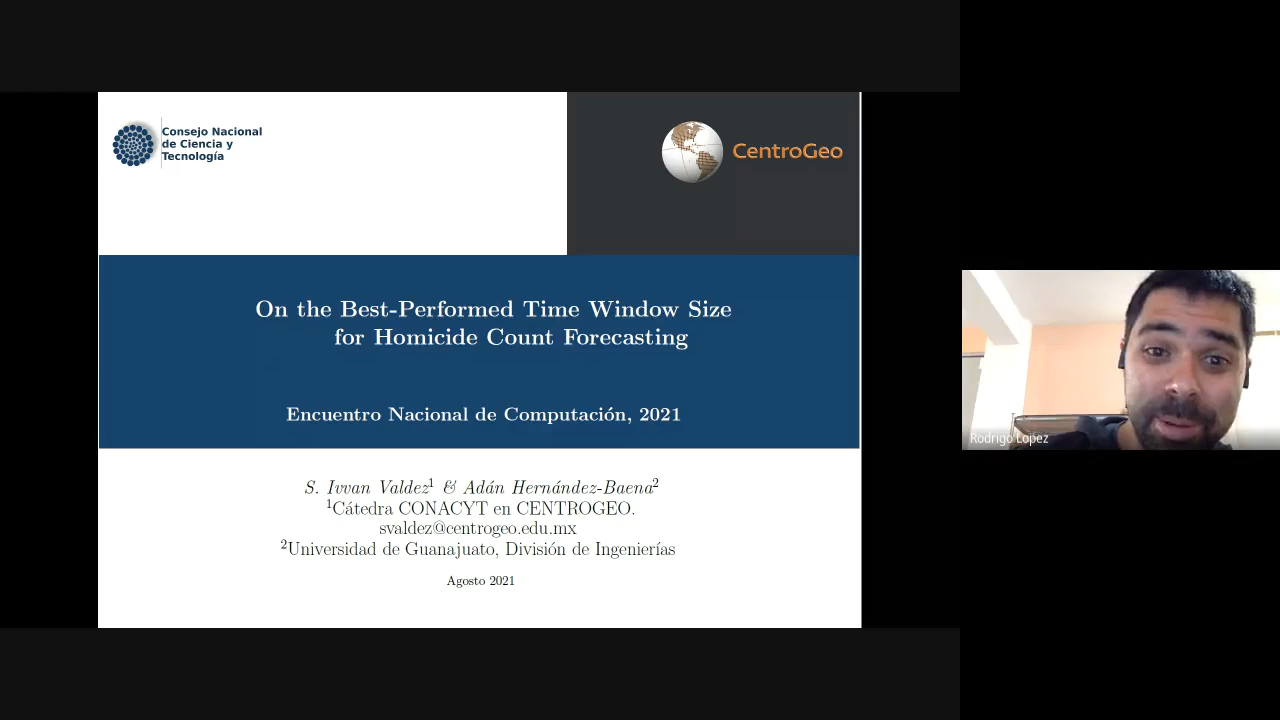 Consejo Nacional
de Ciencia y
Tecnología
CentroGeo
On the Best-Performed Time Window Size
for Homicide Count Forecasting
Encuentro Nacional de Computación, 2021
S. Ivvan Valdez¹ & Adán Hernández-Baena²
¹Cátedra CONACYT en CENTROGEO.
svaldez@centrogeo.edu.mx
²Universidad de Guanajuato, División de Ingenierías
Agosto 2021
Rodrigo Lopez